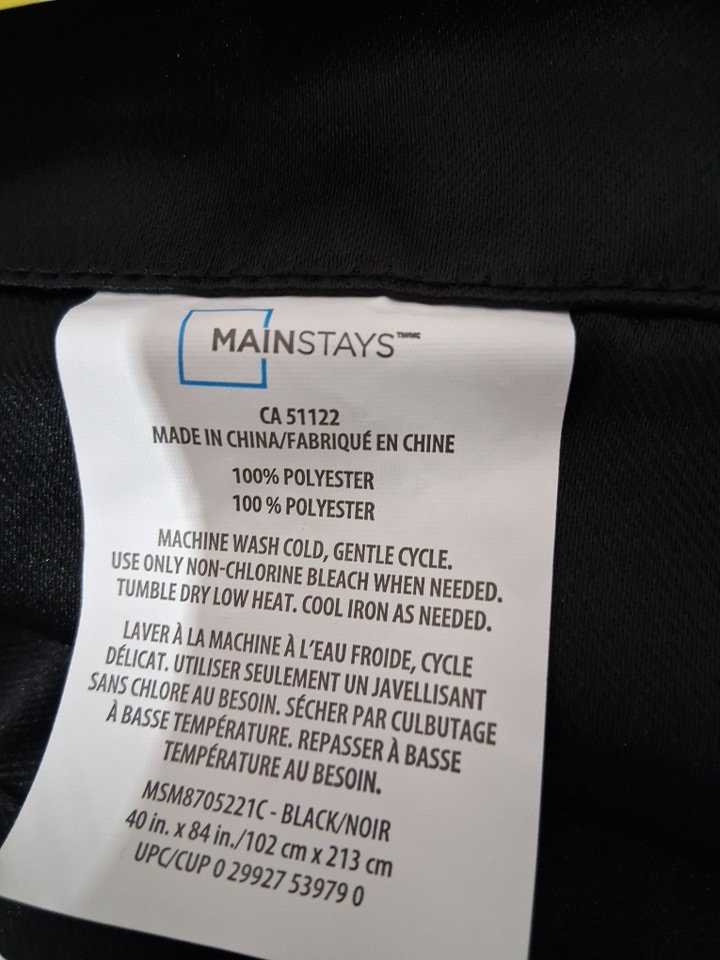 MAINSTAYS
CA 51122
MADE IN CHINA/FABRIQUÉ EN CHINE
100% POLYESTER
100 % POLYESTER
MACHINE WASH COLD, GENTLE CYCLE.
USE ONLY NON-CHLORINE BLEACH WHEN NEEDED.
TUMBLE DRY LOW HEAT. COOL IRON AS NEEDED.
LAVER À LA MACHINE À L'EAU FROIDE, CYCLE
DÉLICAT. UTILISER SEULEMENT UN JAVELLISANT
SANS CHLORE AU BESOIN. SÉCHER PAR CULBUTAGE
À BASSE TEMPÉRATURE. REPASSER À BASSE
TEMPÉRATURE AU BESOIN.
MSM8705221C - BLACK/NOIR
40 in. x 84 in./102 cm x 213 cm
UPC/CUP 0 29927 53979 0